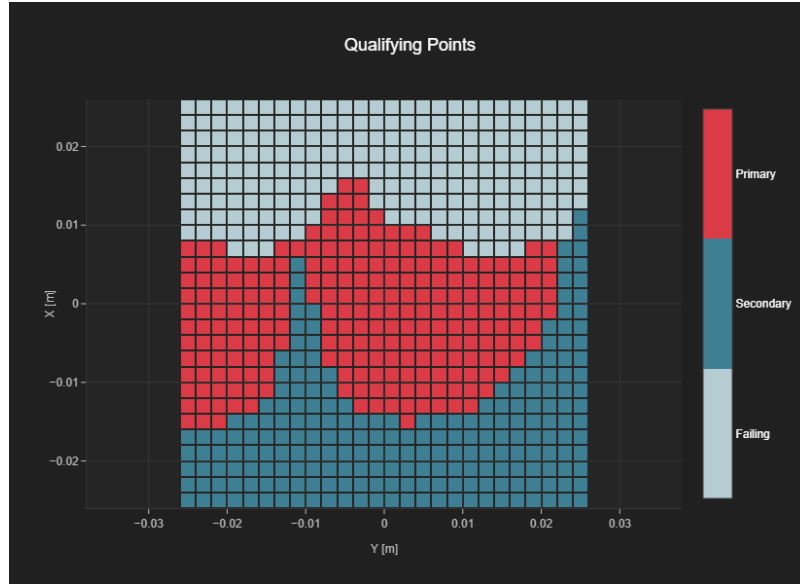 Qualifying Points
X [m]
0.02
0.01
0
−0.01
−0.02
−0.03
−0.02
−0.01
0
0.01
0.02
0.03
Y [m]
Primary
Secondary
Failing